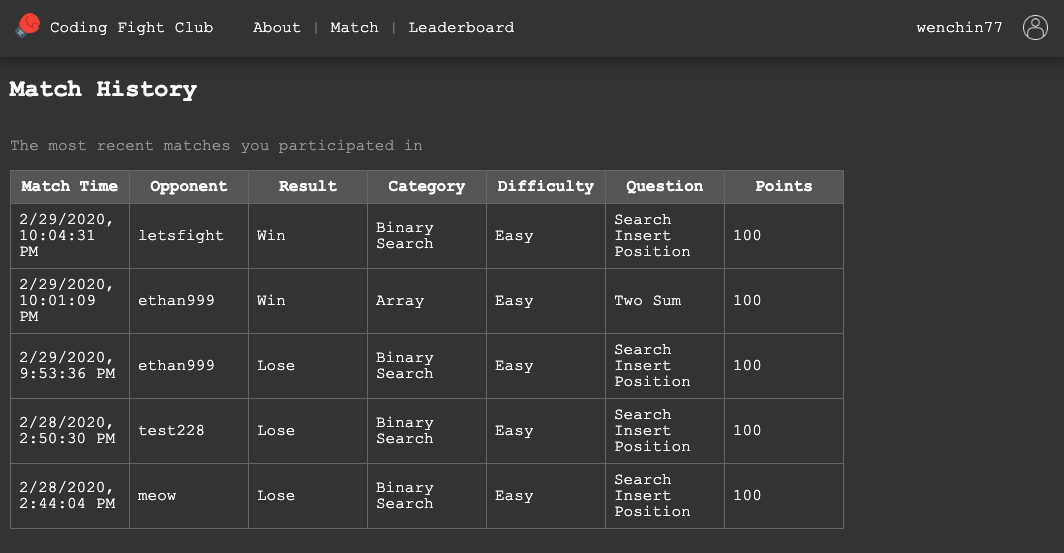 Coding Fight Club About | Match | Leaderboard wenchin77
Match History
The most recent matches you participated in
Match Time Opponent Result Category Difficulty Question Points
2/29/2020, 10:04:31 PM letsfight Win Binary Search Easy Search Insert Position 100
2/29/2020, 10:01:09 PM ethan999 Win Array Easy Two Sum 100
2/29/2020, 9:53:36 PM ethan999 Lose Binary Search Easy Search Insert Position 100
2/28/2020, 2:50:30 PM test228 Lose Binary Search Easy Search Insert Position 100
2/28/2020, 2:44:04 PM meow Lose Binary Search Easy Search Insert Position 100